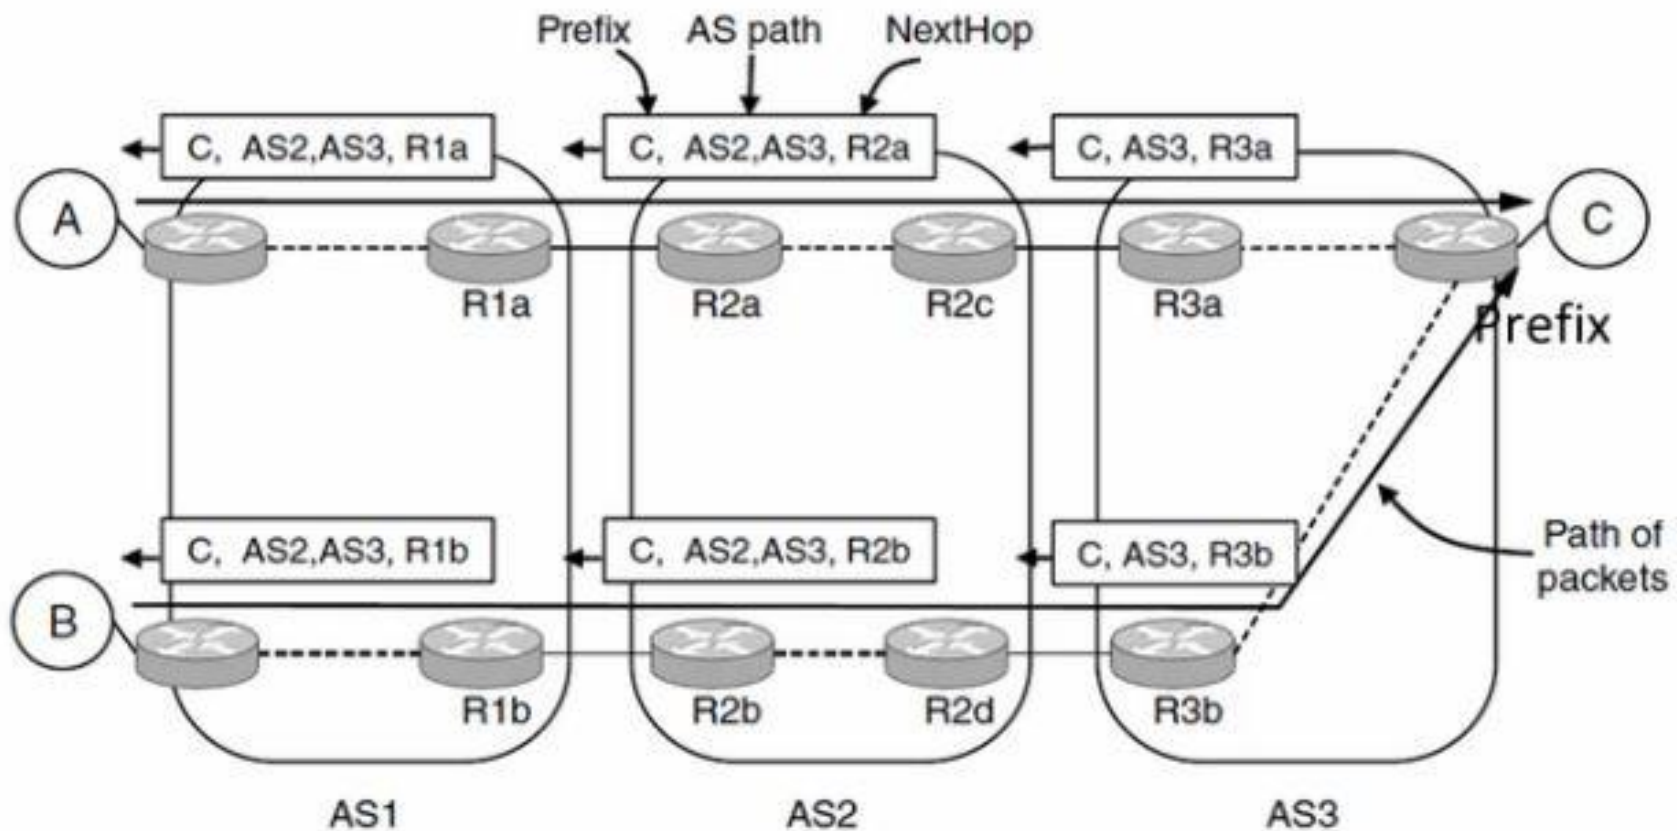 Prefix AS path NextHop
C, AS2,AS3, R1a
C, AS2,AS3, R2a
C, AS3, R3a
A
C
R1a
R2a
R2c
R3a
Prefix
C, AS2,AS3, R1b
C, AS2,AS3, R2b
C, AS3, R3b
Path of
packets
B
R1b
R2b
R2d
R3b
AS1
AS2
AS3